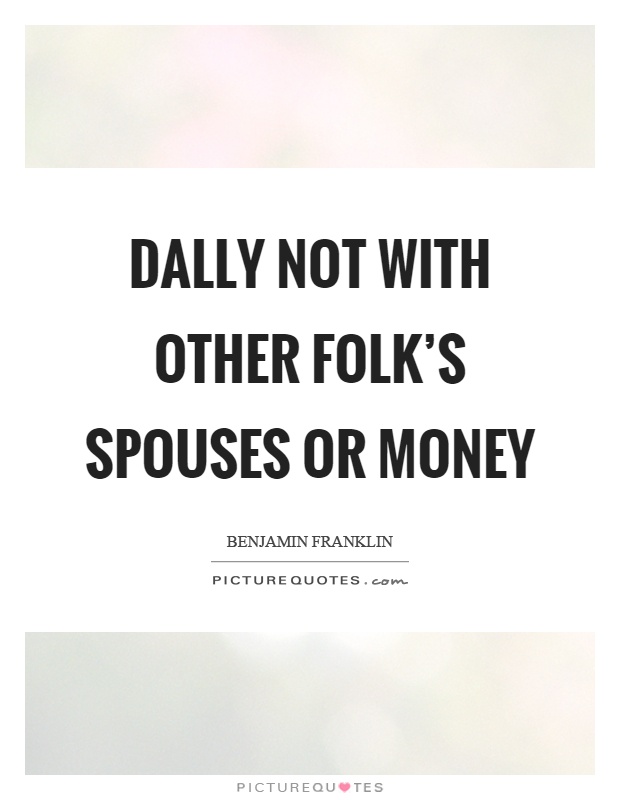 DALLY NOT WITH
OTHER FOLK’S
SPOUSES OR MONEY
BENJAMIN FRANKLIN
PICTUREQUOTES.com
PICTUREQUOTES